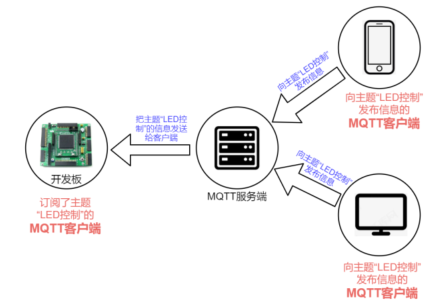 向主题“LED控制”
发布信息
向主题“LED控制”
发布信息的
MQTT客户端
把主题“LED控
制”的信息发送
给客户端
开发板
订阅了主题
“LED控制”的
MQTT客户端
MQTT服务端
向主题“LED控制”
发布信息
向主题“LED控制”
发布信息的
MQTT客户端